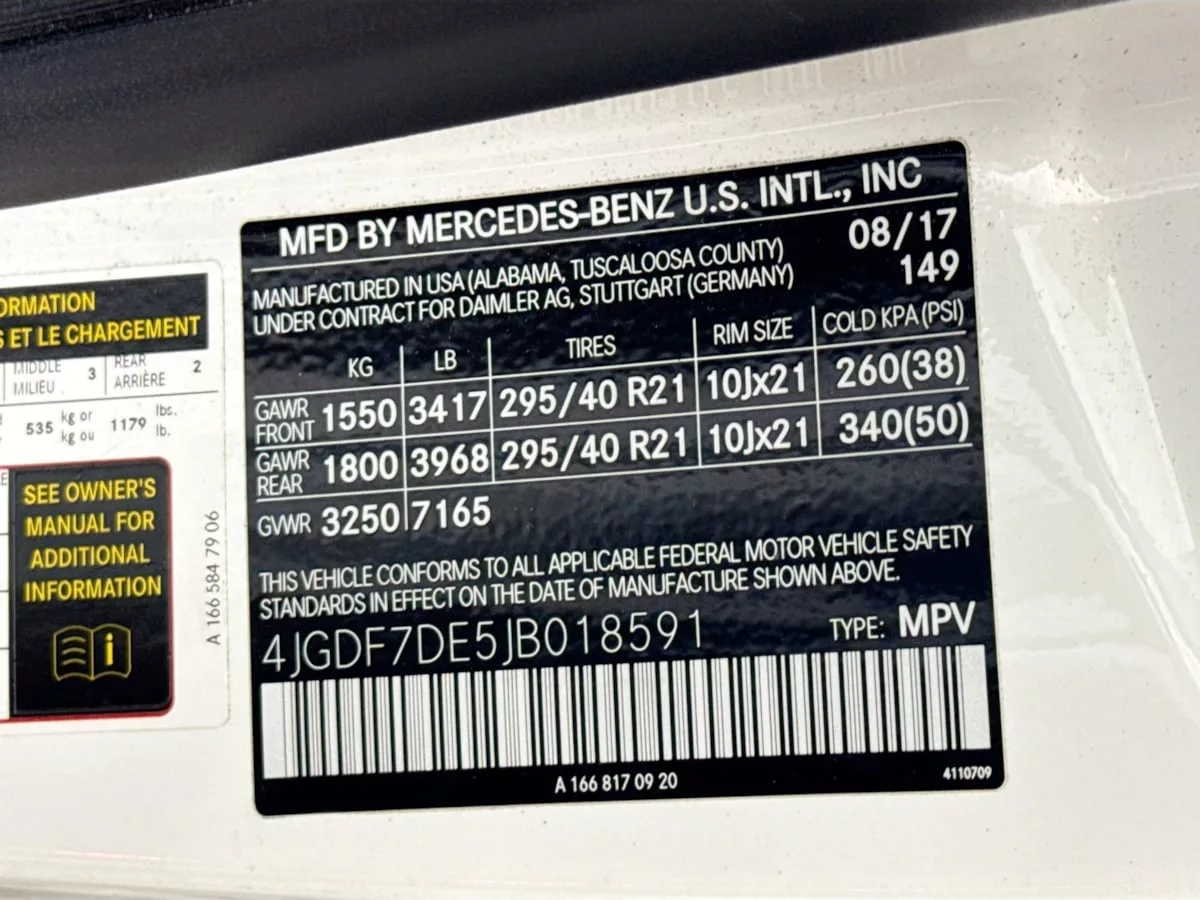 ORMATION
S ET LE CHARGEMENT
MIDDLE
MILIEU
3
REAR
ARRIÈRE
2
535 kg or
kg ou
1179 lbs.
lb.
SEE OWNER'S
MANUAL FOR
ADDITIONAL
INFORMATION
A 166 584 79 06
MFD BY MERCEDES-BENZ U.S. INTL., INC
MANUFACTURED IN USA (ALABAMA, TUSCALOOSA COUNTY) 08/17
UNDER CONTRACT FOR DAIMLER AG, STUTTGART (GERMANY) 149
KG LB TIRES RIM SIZE COLD KPA (PSI)
GAWR FRONT 1550 3417 295/40 R21 10Jx21 260(38)
GAWR REAR 1800 3968 295/40 R21 10Jx21 340(50)
GVWR 3250 7165
THIS VEHICLE CONFORMS TO ALL APPLICABLE FEDERAL MOTOR VEHICLE SAFETY
STANDARDS IN EFFECT ON THE DATE OF MANUFACTURE SHOWN ABOVE.
4JGDF7DE5JB018591 TYPE: MPV
A 166 817 09 20
4110709